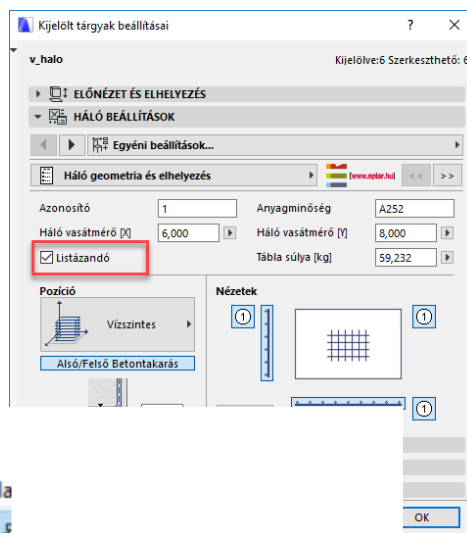 Kijelölt tárgyak beállításai ? ×
v_halo Kijelölve:6 Szerkeszthető: 6
ELŐNÉZET ÉS ELHELYEZÉS
HÁLÓ BEÁLLÍTÁSOK
Egyéni beállítások...
Háló geometria és elhelyezés [www.eptar.hu] << >>
Azonosító 1 Anyagminőség A252
Háló vasátmérő [X] 6,000 Háló vasátmérő [Y] 8,000
Listázandó Tábla súlya [kg] 59,232
Pozíció Nézetek
Vízszintes 1 1
Alsó/Felső Betontakarás
1
OK